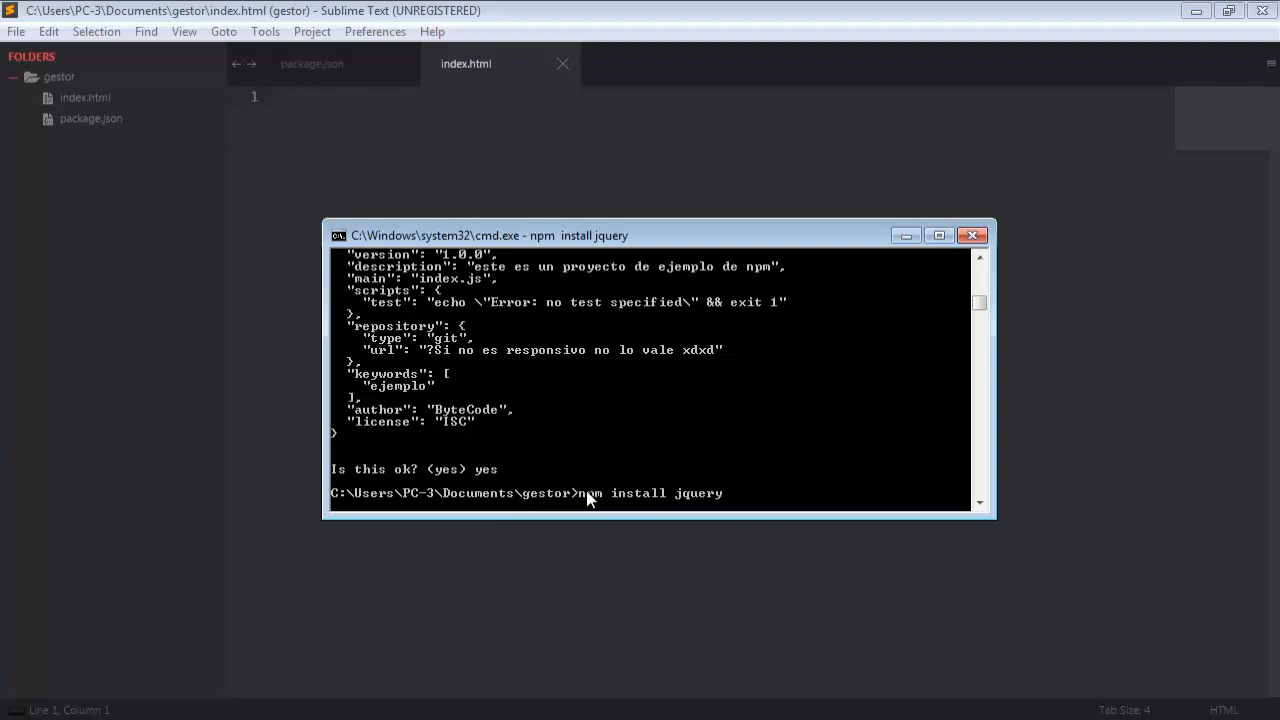 C:\Users\PC-3\Documents\gestor\index.html (gestor) - Sublime Text (UNREGISTERED)
File Edit Selection Find View Goto Tools Project Preferences Help
FOLDERS
gestor
index.html
package.json
package.json
index.html
1
C:\Windows\system32\cmd.exe - npm  install jquery
"version": "1.0.0",
"description": "este es un proyecto de ejemplo de npm",
"main": "index.js",
"scripts": {
"test": "echo \"Error: no test specified\" && exit 1"
},
"repository": {
"type": "git",
"url": "?Si no es responsivo no lo vale xdxd"
},
"keywords": [
"ejemplo"
],
"author": "ByteCode",
"license": "ISC"
}
Is this ok? (yes) yes
C:\Users\PC-3\Documents\gestor>npm install jquery
Line 1, Column 1
Tab Size: 4
HTML